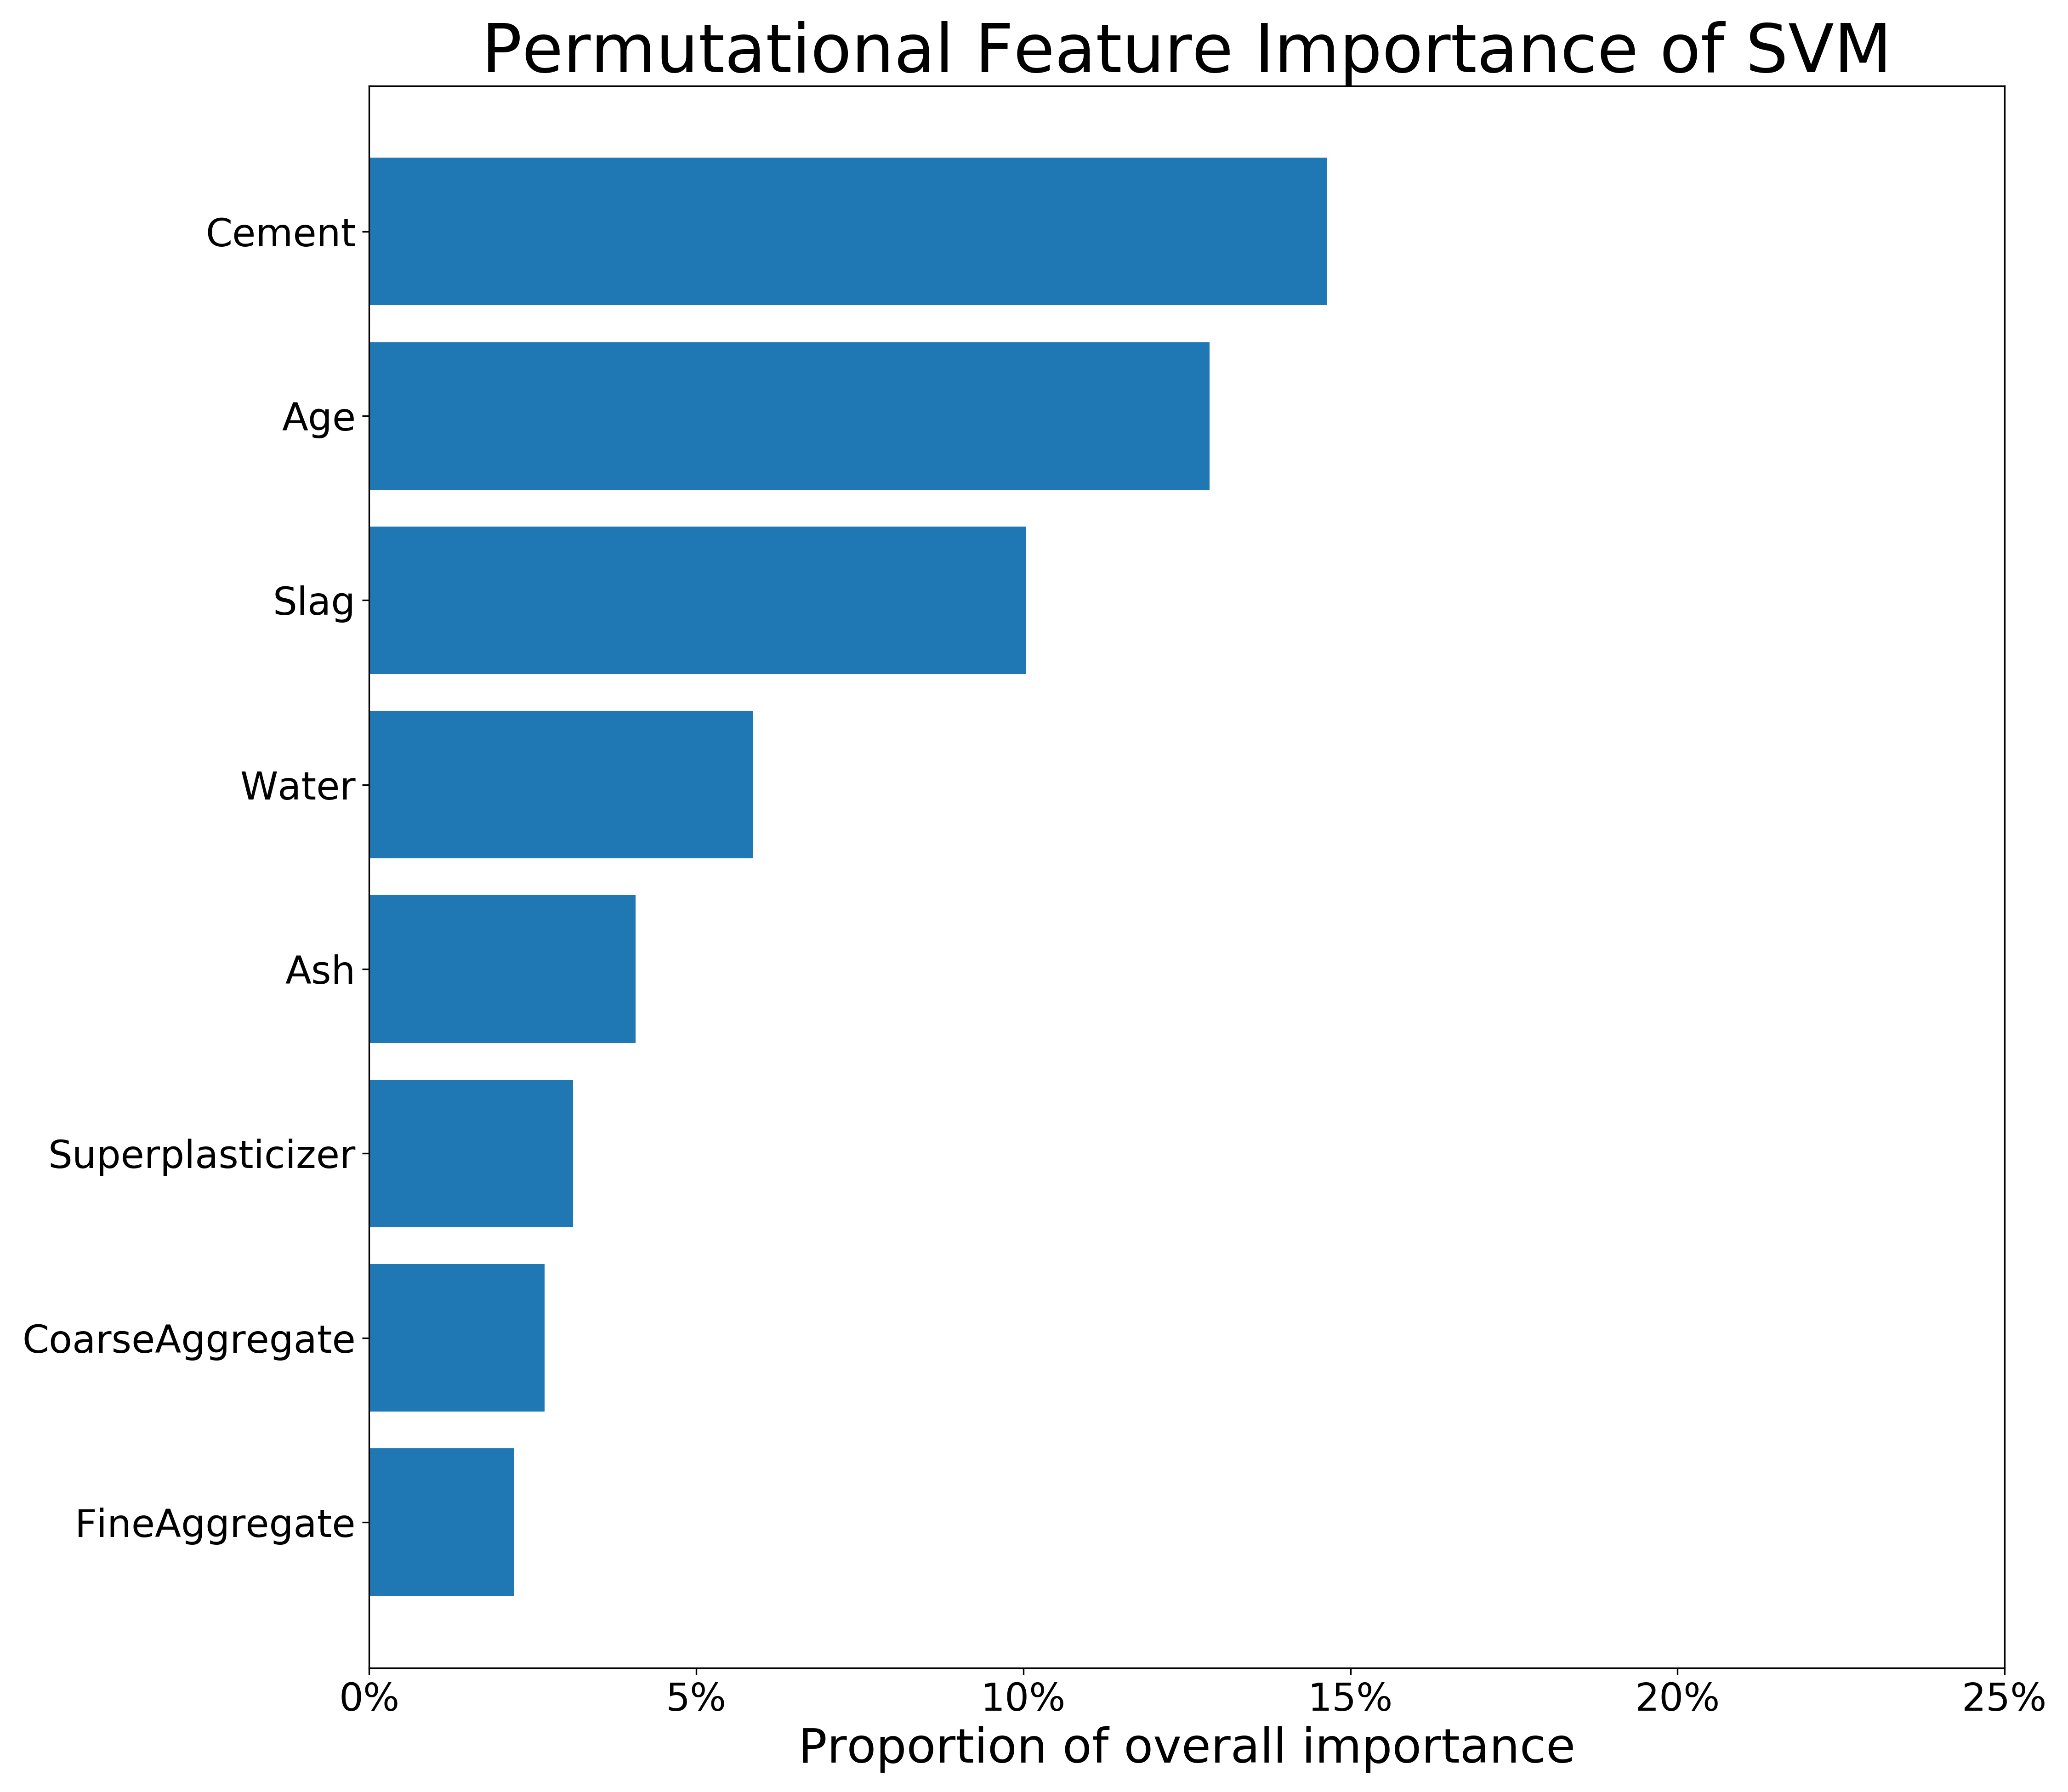 Permutational Feature Importance of SVM
Cement
Age
Slag
Water
Ash
Superplasticizer
CoarseAggregate
FineAggregate
0% 5% 10% 15% 20% 25%
Proportion of overall importance